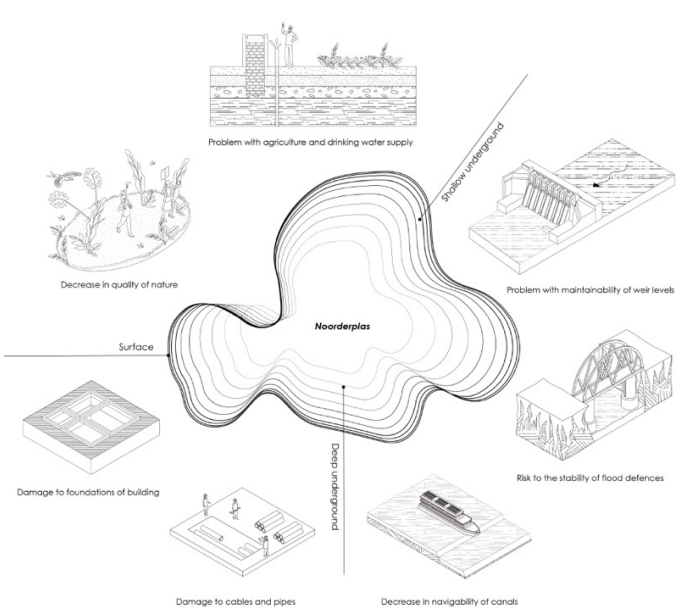 Problem with agriculture and drinking water supply
Shallow underground
Decrease in quality of nature
Problem with maintainability of weir levels
Noorderplas
Surface
Risk to the stability of flood defences
Damage to foundations of building
Deep underground
Damage to cables and pipes
Decrease in navigability of canals